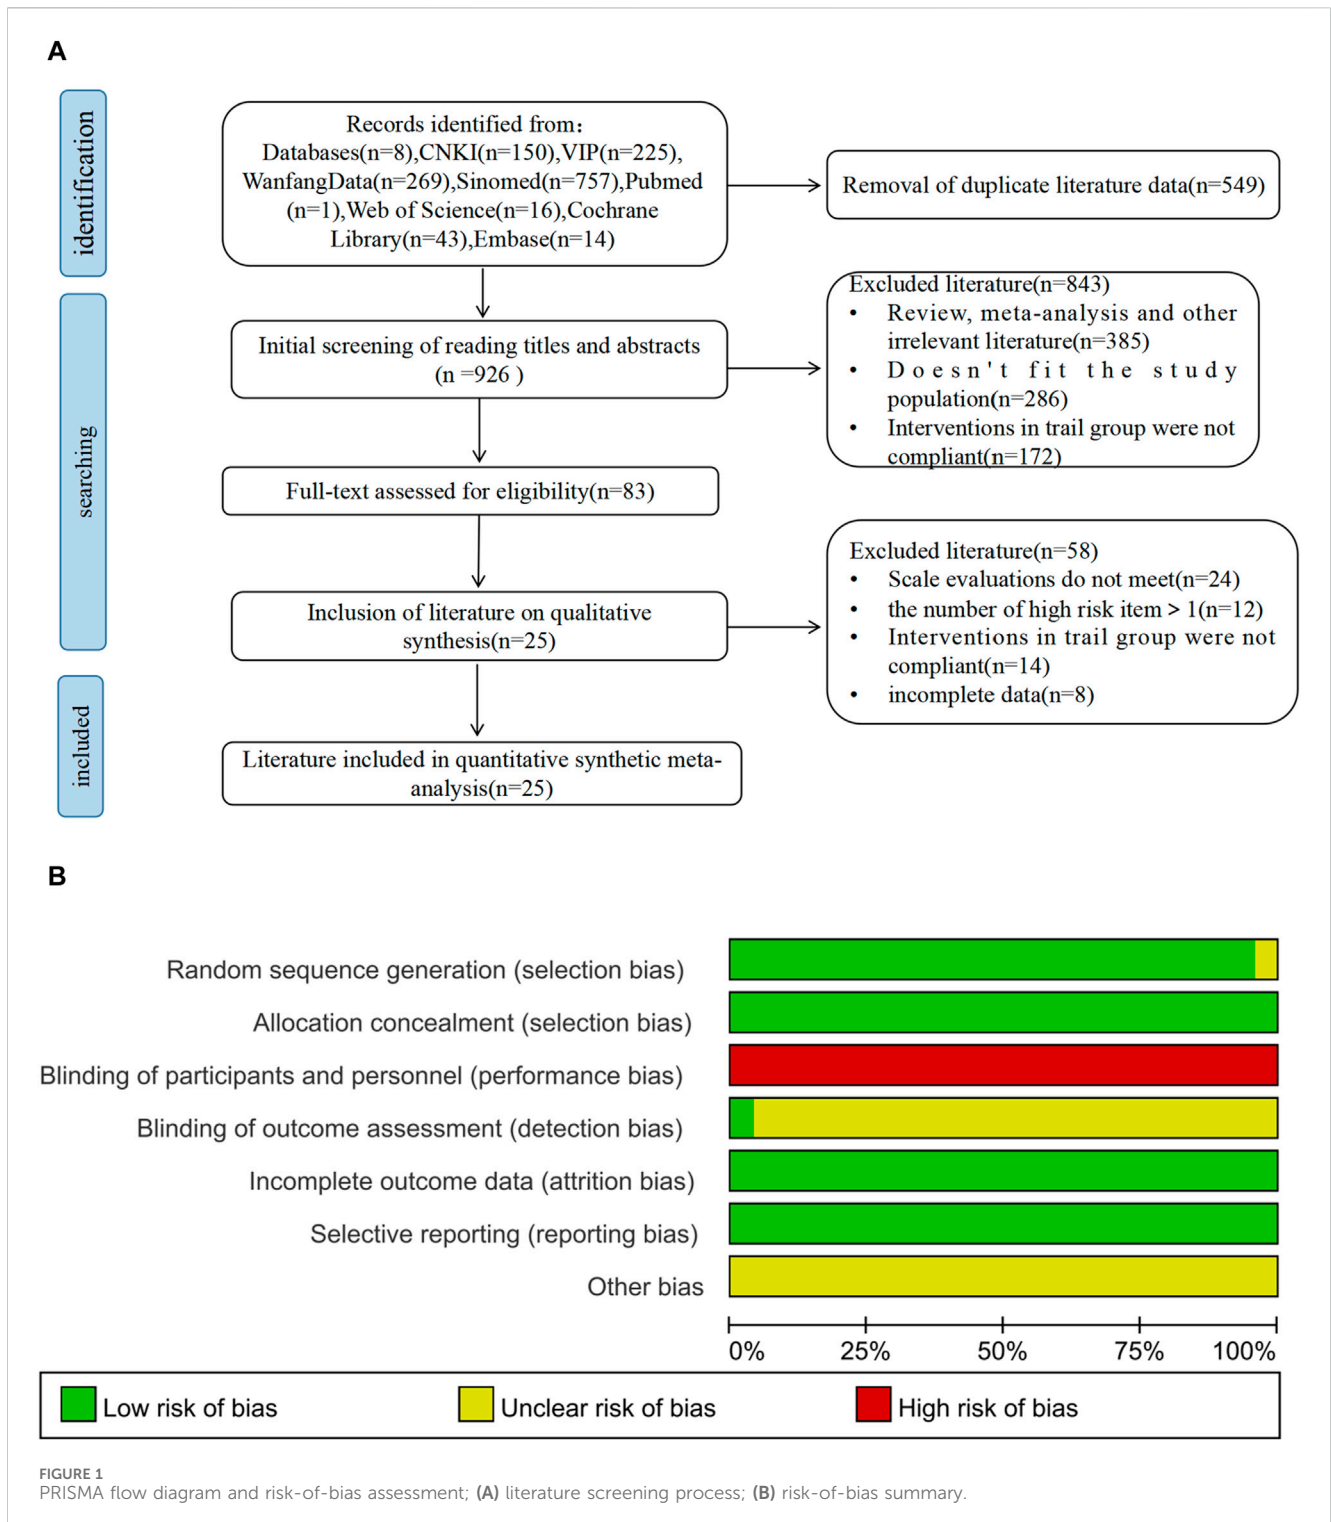 A
identification
Records identified from：
Databases(n=8),CNKI(n=150),VIP(n=225),
WanfangData(n=269),Sinomed(n=757),Pubmed
(n=1),Web of Science(n=16),Cochrane
Library(n=43),Embase(n=14)
Removal of duplicate literature data(n=549)
searching
Initial screening of reading titles and abstracts
(n =926 )
Excluded literature(n=843)
• Review, meta-analysis and other
irrelevant literature(n=385)
• Doesn't fit the study
population(n=286)
• Interventions in trail group were not
compliant(n=172)
Full-text assessed for eligibility(n=83)
Inclusion of literature on qualitative
synthesis(n=25)
Excluded literature(n=58)
• Scale evaluations do not meet(n=24)
• the number of high risk item > 1(n=12)
• Interventions in trail group were not
compliant(n=14)
• incomplete data(n=8)
included
Literature included in quantitative synthetic meta-
analysis(n=25)
B
Random sequence generation (selection bias)
Allocation concealment (selection bias)
Blinding of participants and personnel (performance bias)
Blinding of outcome assessment (detection bias)
Incomplete outcome data (attrition bias)
Selective reporting (reporting bias)
Other bias
0% 25% 50% 75% 100%
Low risk of bias Unclear risk of bias High risk of bias
FIGURE 1
PRISMA flow diagram and risk-of-bias assessment; (A) literature screening process; (B) risk-of-bias summary.